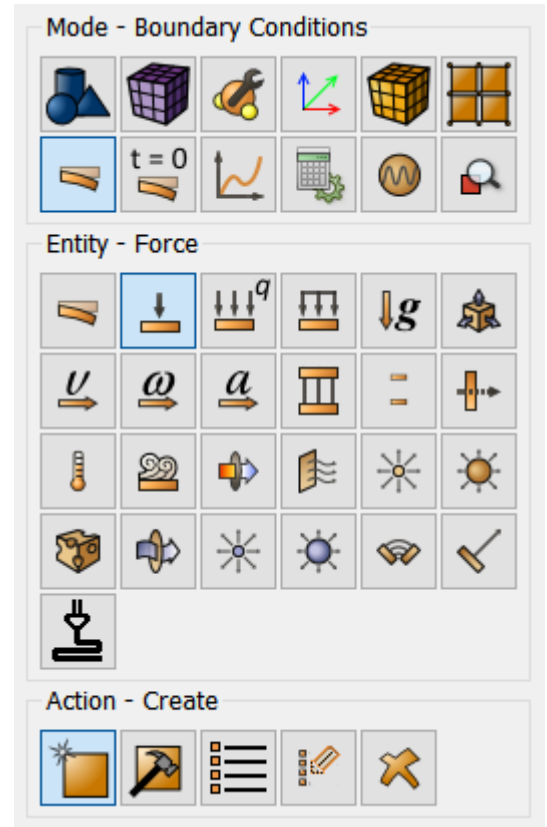 Mode - Boundary Conditions
t = 0
Entity - Force
q
g
υ ω a
Action - Create